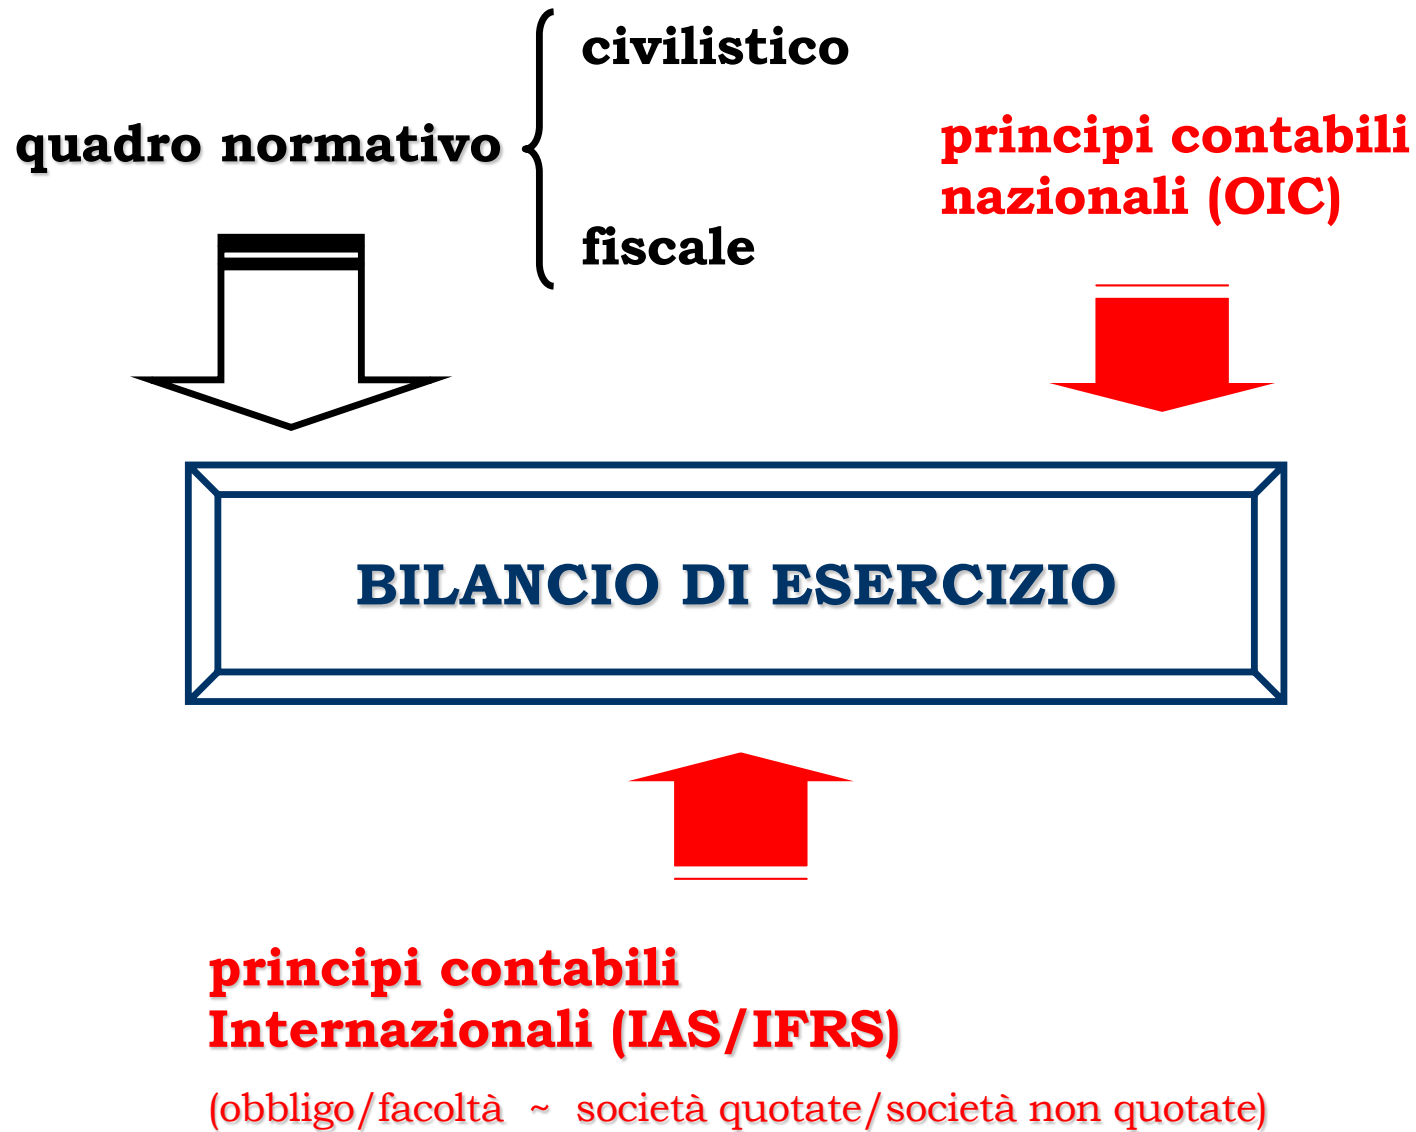 civilistico
quadro normativo
fiscale
principi contabili
nazionali (OIC)
BILANCIO DI ESERCIZIO
principi contabili
Internazionali (IAS/IFRS)
(obbligo/facoltà ~ società quotate/società non quotate)